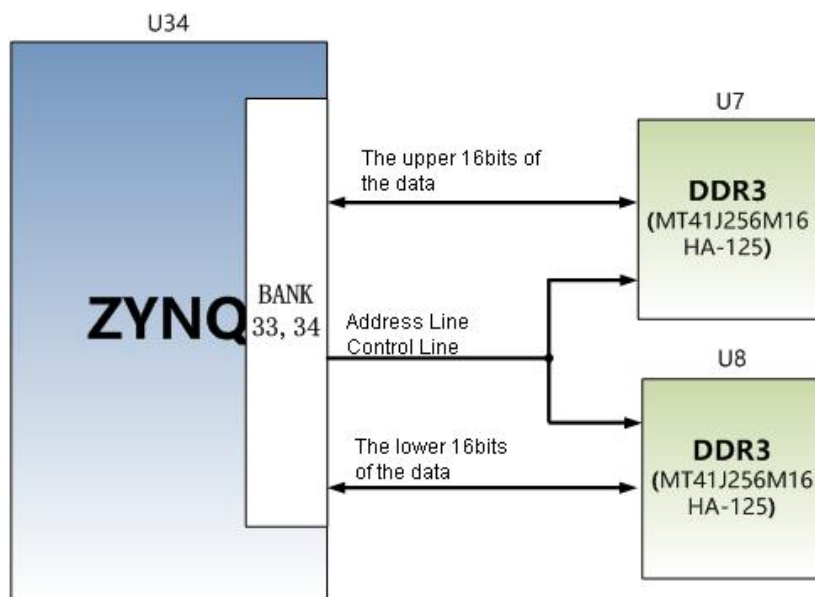 U34
ZYNQ
BANK
33, 34
The upper 16bits of
the data
Address Line
Control Line
The lower 16bits
of the data
U7
DDR3
(MT41J256M16
HA-125)
U8
DDR3
(MT41J256M16
HA-125)